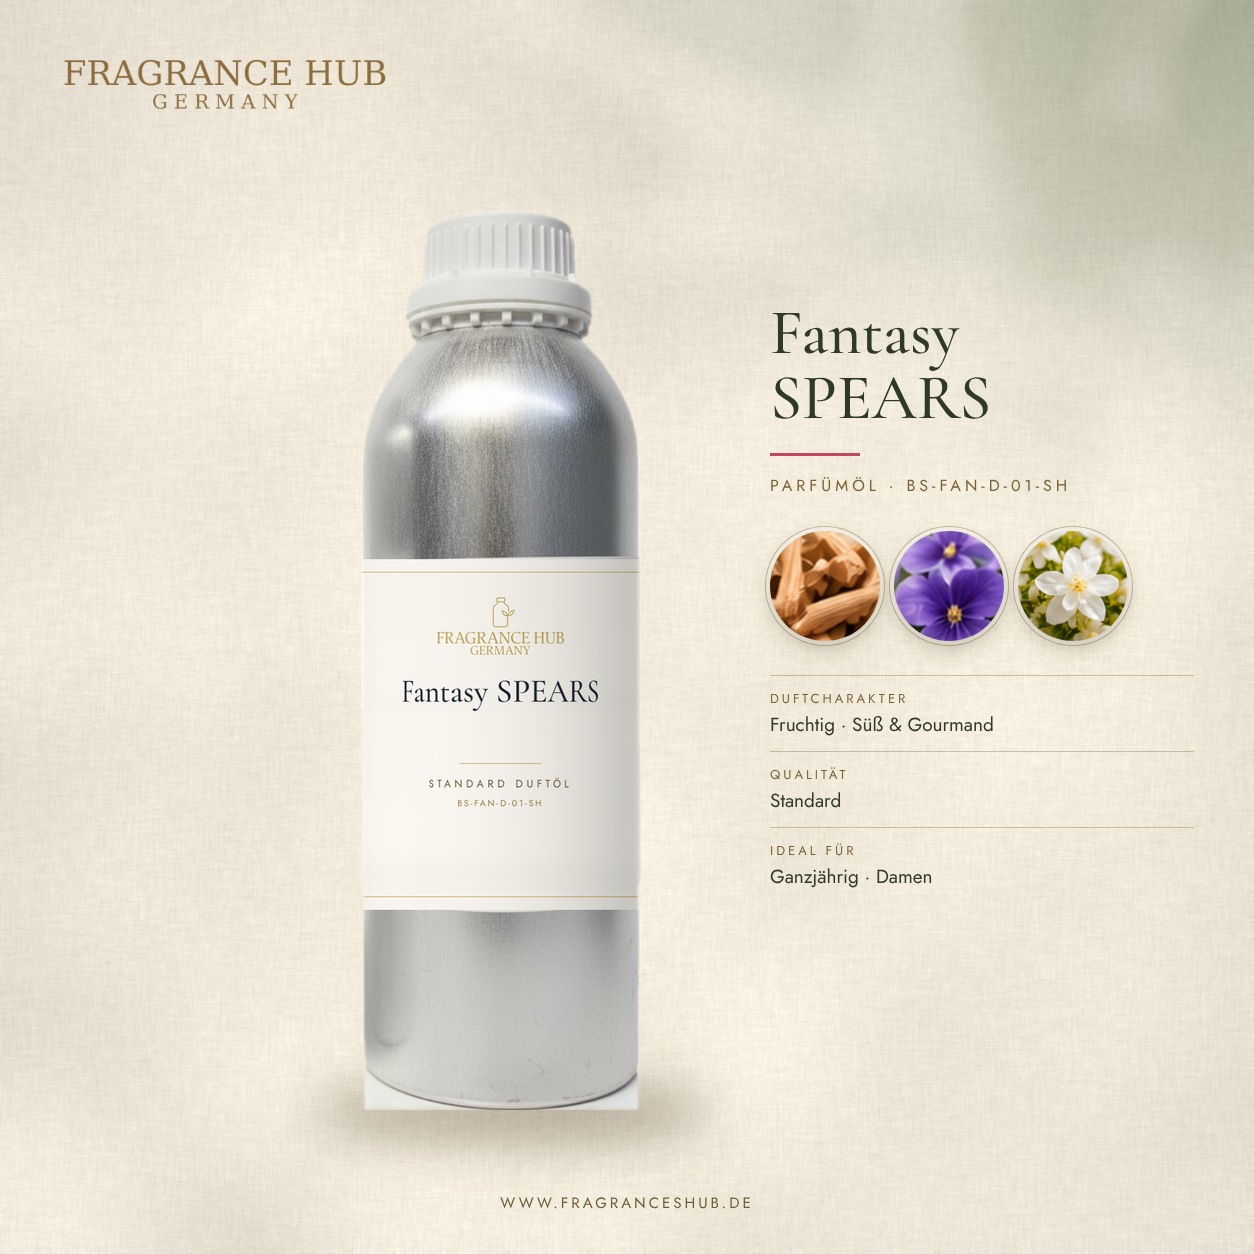 FRAGRANCE HUB
GERMANY
Fantasy
SPEARS
PARFÜMÖL · BS-FAN-D-01-SH
DUFTCHARAKTER
Fruchtig · Süß & Gourmand
QUALITÄT
Standard
IDEAL FÜR
Ganzjährig · Damen
FRAGRANCE HUB
GERMANY
Fantasy SPEARS
STANDARD DUFTÖL
BS-FAN-D-01-SH
WWW.FRAGRANCESHUB.DE